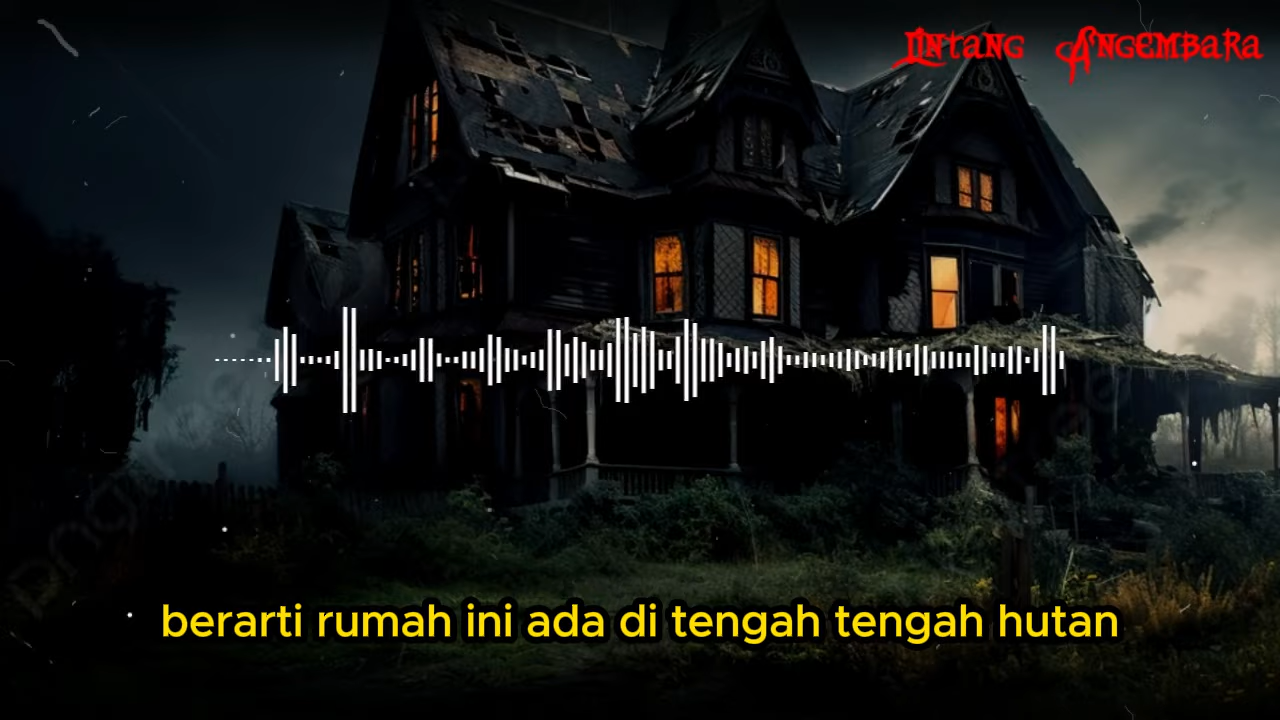 Lintang Angembara
berarti rumah ini ada di tengah tengah hutan